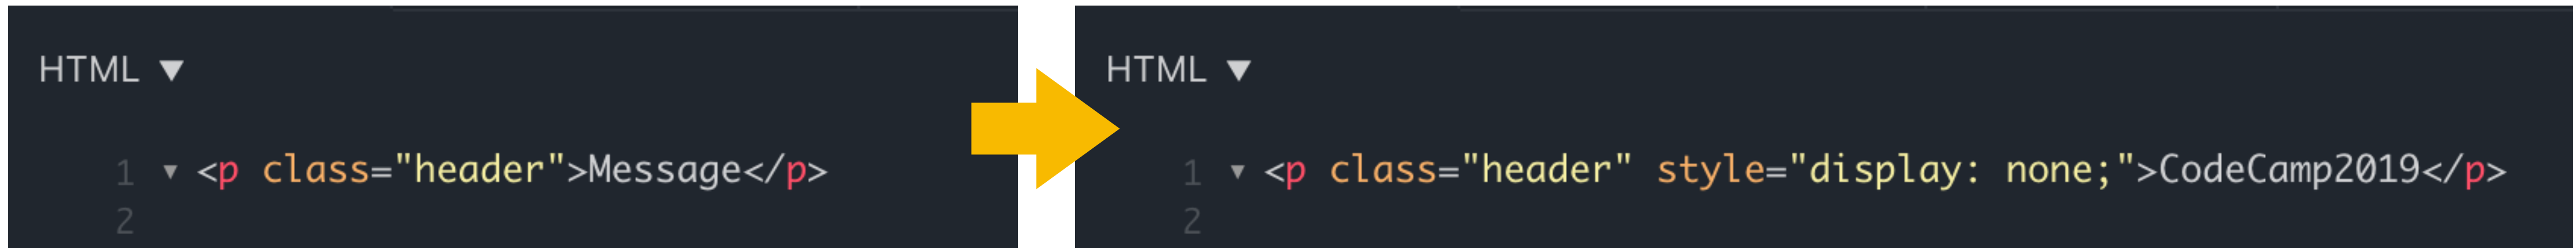 HTML ▼
1 ▼ <p class="header">Message</p>
2
HTML ▼
1 ▼ <p class="header" style="display: none;">CodeCamp2019</p>
2